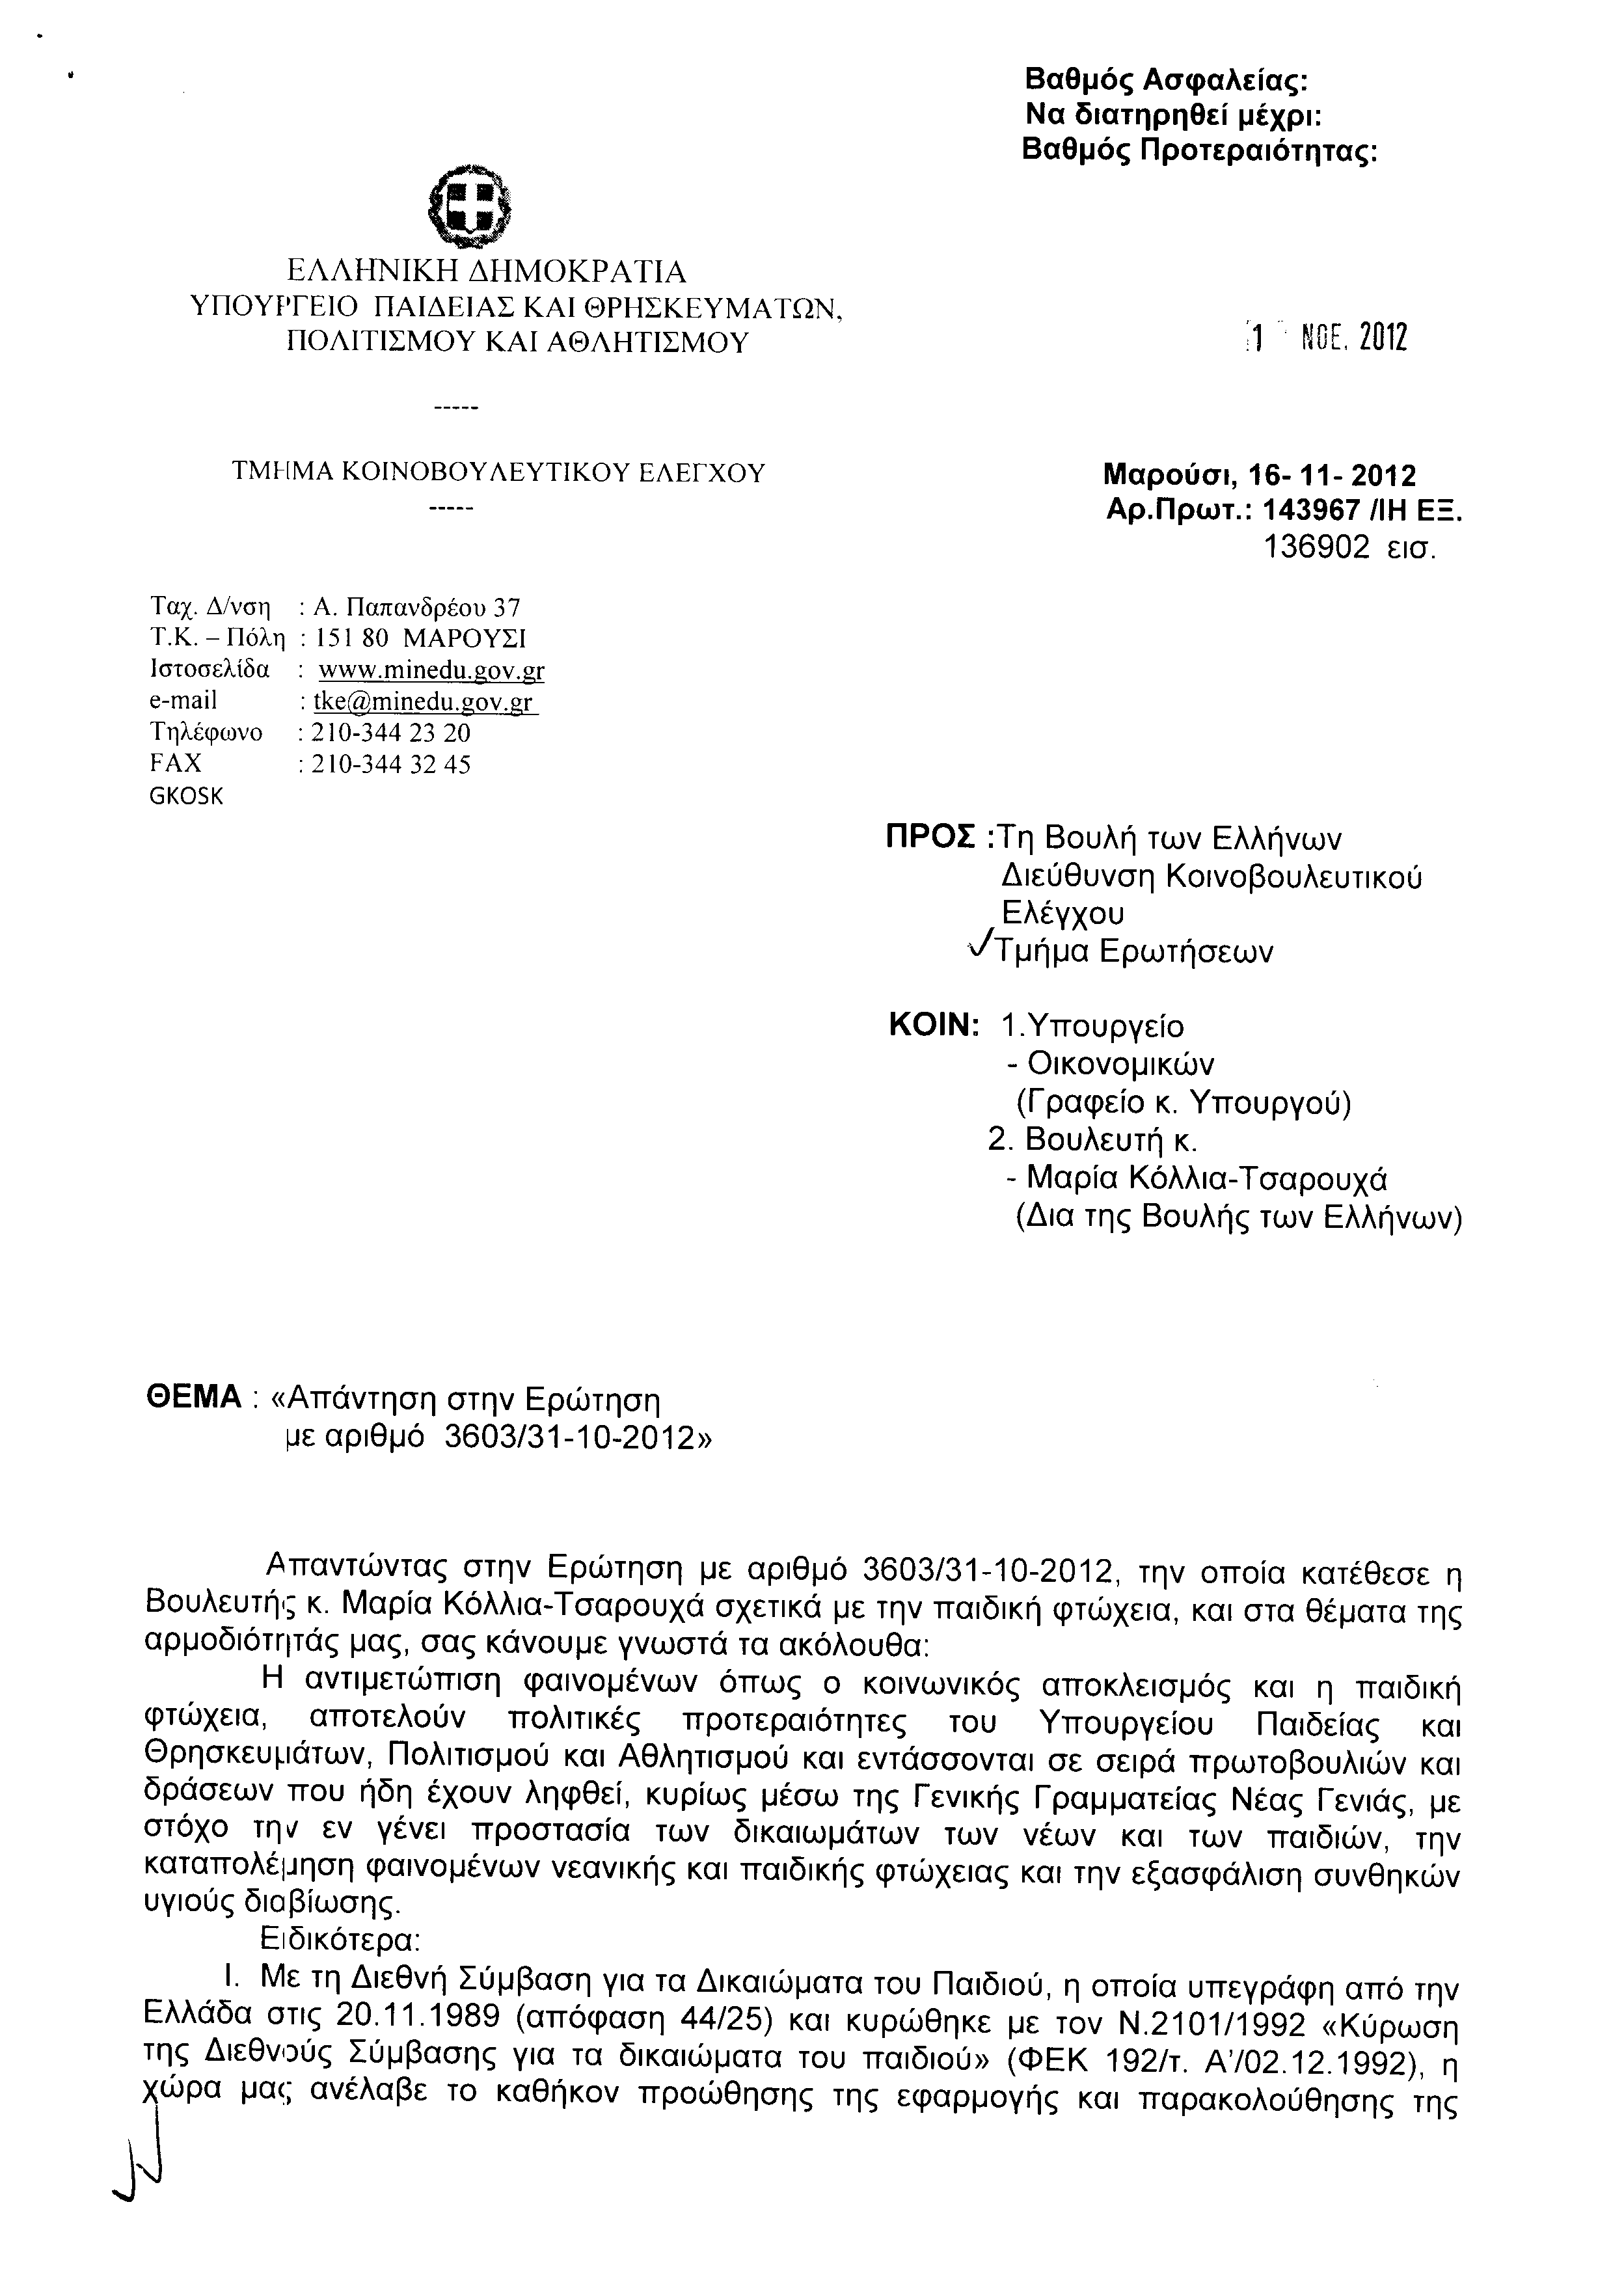 Βαθμός Ασφαλείας:
Να διατηρηθεί μέχρι:
Βαθμός Προτεραιότητας:
ΕΛΛΗΝΙΚΗ ΔΗΜΟΚΡΑΤΙΑ
ΥΠΟΥΡΓΕΙΟ ΠΑΙΔΕΙΑΣ ΚΑΙ ΘΡΗΣΚΕΥΜΑΤΩΝ,
ΠΟΛΙΤΙΣΜΟΥ ΚΑΙ ΑΘΛΗΤΙΣΜΟΥ
ΝΟΕ. 2012
-----
ΤΜΗΜΑ ΚΟΙΝΟΒΟΥΛΕΥΤΙΚΟΥ ΕΛΕΓΧΟΥ
-----
Μαρούσι, 16- 11- 2012
Αρ.Πρωτ.: 143967 /ΙΗ ΕΞ.
136902 εισ.
Ταχ. Δ/νση : Α. Παπανδρέου 37
Τ.Κ. – Πόλη : 151 80 ΜΑΡΟΥΣΙ
Ιστοσελίδα : www.minedu.gov.gr
e-mail : tke@minedu.gov.gr
Τηλέφωνο : 210-344 23 20
FAX : 210-344 32 45
GKOSK
ΠΡΟΣ :Τη Βουλή των Ελλήνων
Διεύθυνση Κοινοβουλευτικού
Ελέγχου
✓Τμήμα Ερωτήσεων
ΚΟΙΝ: 1.Υπουργείο
- Οικονομικών
(Γραφείο κ. Υπουργού)
2. Βουλευτή κ.
- Μαρία Κόλλια-Τσαρουχά
(Δια της Βουλής των Ελλήνων)
ΘΕΜΑ : «Απάντηση στην Ερώτηση
με αριθμό 3603/31-10-2012»
Απαντώντας στην Ερώτηση με αριθμό 3603/31-10-2012, την οποία κατέθεσε η
Βουλευτής κ. Μαρία Κόλλια-Τσαρουχά σχετικά με την παιδική φτώχεια, και στα θέματα της
αρμοδιότητάς μας, σας κάνουμε γνωστά τα ακόλουθα:
Η αντιμετώπιση φαινομένων όπως ο κοινωνικός αποκλεισμός και η παιδική
φτώχεια, αποτελούν πολιτικές προτεραιότητες του Υπουργείου Παιδείας και
Θρησκευμάτων, Πολιτισμού και Αθλητισμού και εντάσσονται σε σειρά πρωτοβουλιών και
δράσεων που ήδη έχουν ληφθεί, κυρίως μέσω της Γενικής Γραμματείας Νέας Γενιάς, με
στόχο την εν γένει προστασία των δικαιωμάτων των νέων και των παιδιών, την
καταπολέμηση φαινομένων νεανικής και παιδικής φτώχειας και την εξασφάλιση συνθηκών
υγιούς διαβίωσης.
Ειδικότερα:
Ι. Με τη Διεθνή Σύμβαση για τα Δικαιώματα του Παιδιού, η οποία υπεγράφη από την
Ελλάδα στις 20.11.1989 (απόφαση 44/25) και κυρώθηκε με τον Ν.2101/1992 «Κύρωση
της Διεθνούς Σύμβασης για τα δικαιώματα του παιδιού» (ΦΕΚ 192/τ. Α'/02.12.1992), η
χώρα μας ανέλαβε το καθήκον προώθησης της εφαρμογής και παρακολούθησης της